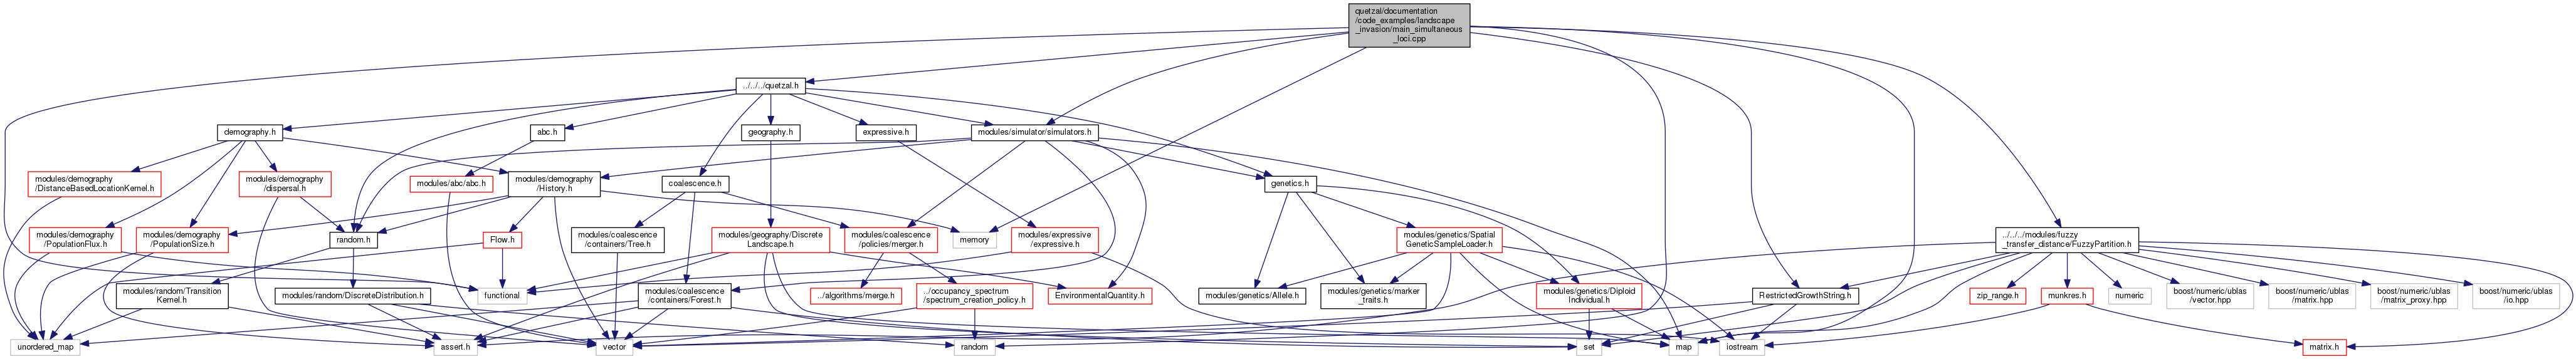 quetzal/documentation
/code_examples/landscape
_invasion/main_simultaneous
_loci.cpp
../../../quetzal.h
demography.h
abc.h
geography.h
expressive.h
modules/simulator/simulators.h
modules/demography
/DistanceBasedLocationKernel.h
modules/demography
/dispersal.h
modules/abc/abc.h
modules/demography
/History.h
coalescence.h
genetics.h
modules/demography
/PopulationFlux.h
modules/demography
/PopulationSize.h
random.h
Flow.h
modules/coalescence
/containers/Tree.h
modules/geography/Discrete
Landscape.h
modules/coalescence
/policies/merger.h
memory
modules/expressive
/expressive.h
modules/genetics/Spatial
GeneticSampleLoader.h
../../../modules/fuzzy
_transfer_distance/FuzzyPartition.h
modules/random/Transition
Kernel.h
modules/random/DiscreteDistribution.h
functional
modules/coalescence
/containers/Forest.h
../algorithms/merge.h
../occupancy_spectrum
/spectrum_creation_policy.h
EnvironmentalQuantity.h
modules/genetics/Allele.h
modules/genetics/marker
_traits.h
modules/genetics/Diploid
Individual.h
RestrictedGrowthString.h
zip_range.h
munkres.h
numeric
boost/numeric/ublas
/vector.hpp
boost/numeric/ublas
/matrix.hpp
boost/numeric/ublas
/matrix_proxy.hpp
boost/numeric/ublas
/io.hpp
unordered_map
assert.h
vector
random
set
map
iostream
matrix.h